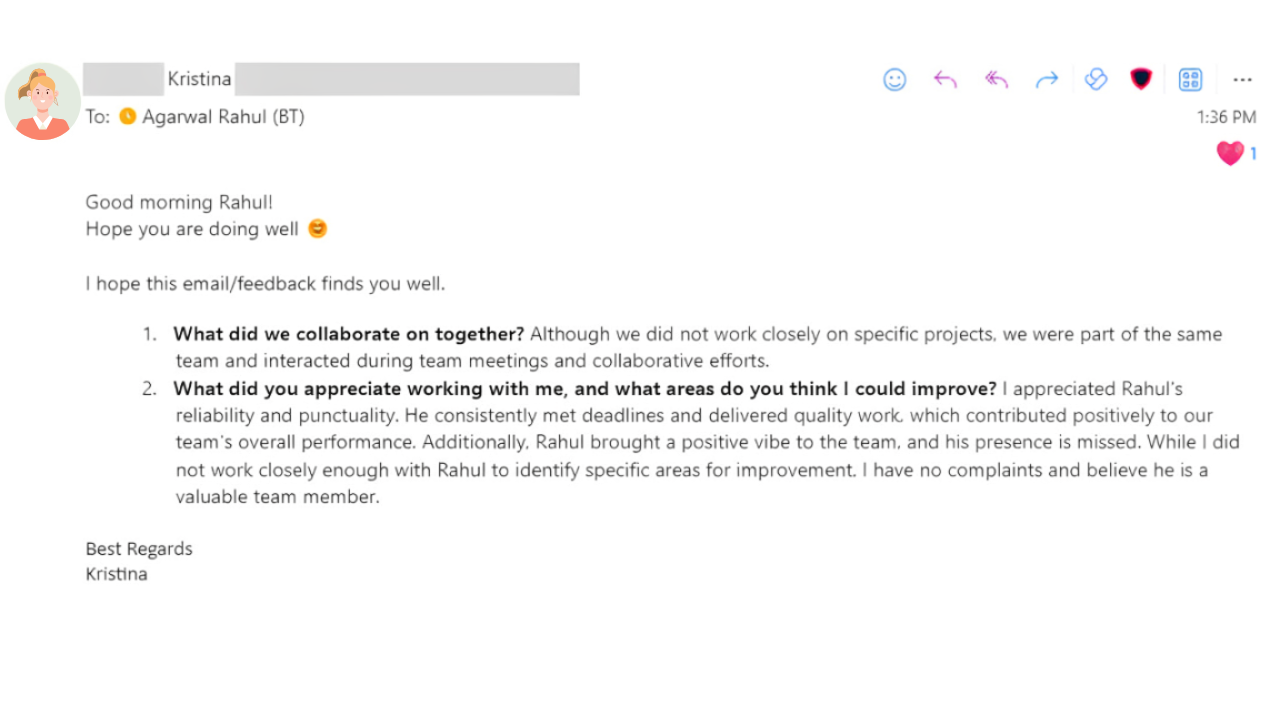 Kristina
To: Agarwal Rahul (BT)
1:36 PM
1
Good morning Rahul!
Hope you are doing well
I hope this email/feedback finds you well.
1. What did we collaborate on together? Although we did not work closely on specific projects, we were part of the same
team and interacted during team meetings and collaborative efforts.
2. What did you appreciate working with me, and what areas do you think I could improve? I appreciated Rahul's
reliability and punctuality. He consistently met deadlines and delivered quality work, which contributed positively to our
team's overall performance. Additionally, Rahul brought a positive vibe to the team, and his presence is missed. While I did
not work closely enough with Rahul to identify specific areas for improvement, I have no complaints and believe he is a
valuable team member.
Best Regards
Kristina